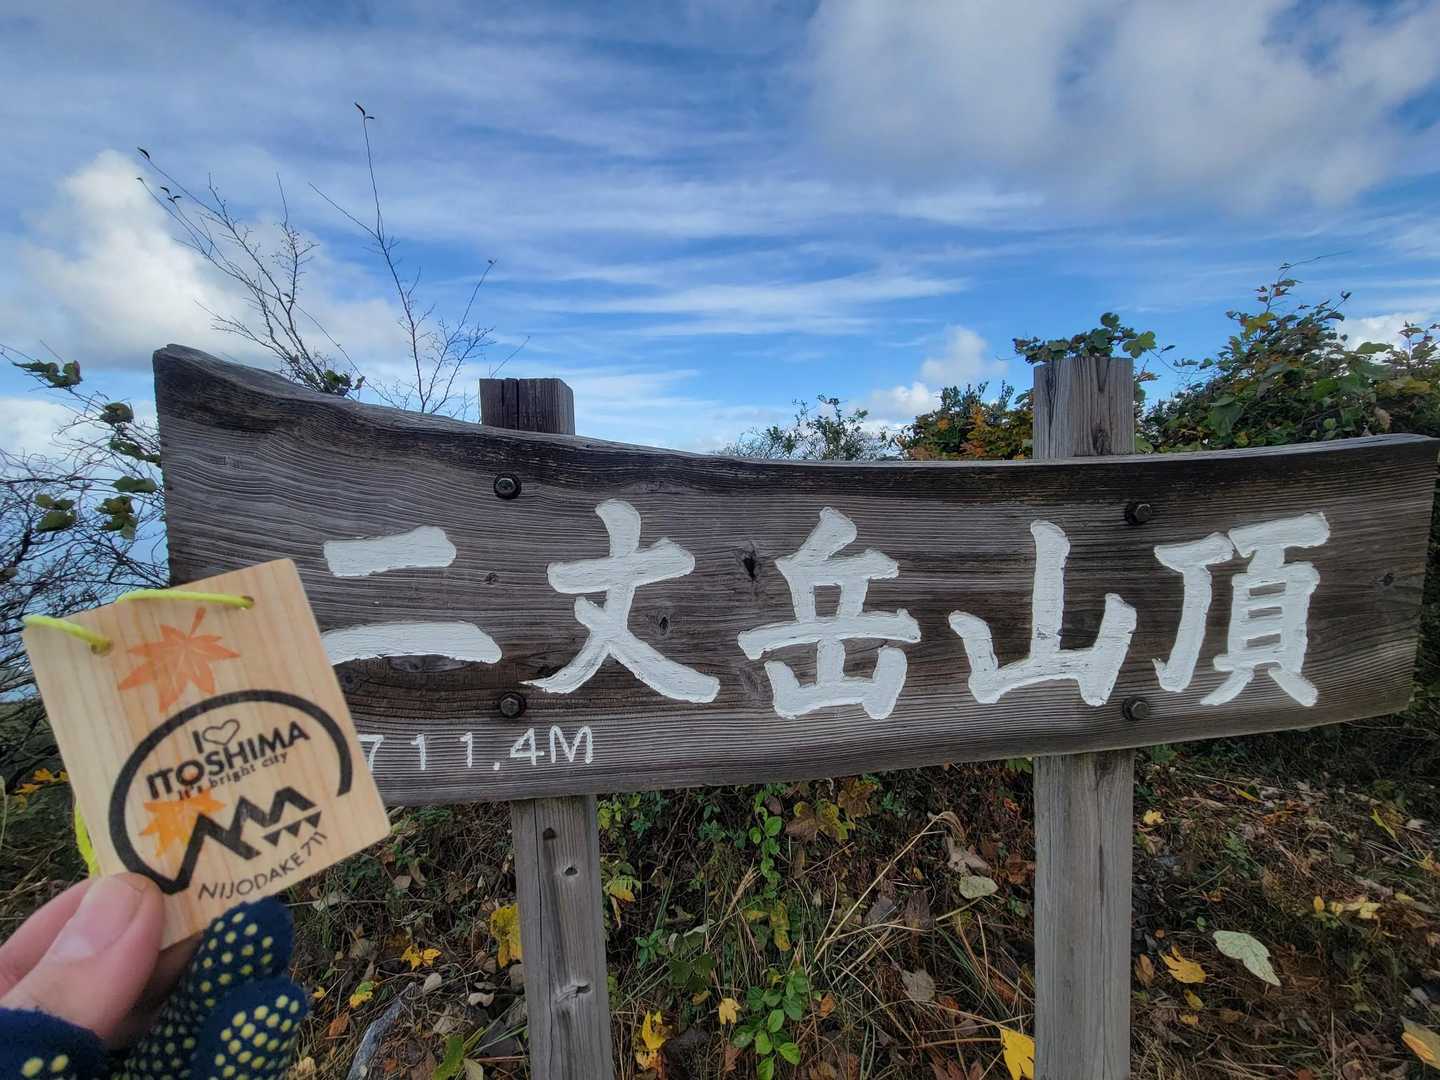 二丈岳山頂
711.4M
I♡
ITOSHIMA
it's bright city
NIJODAKE711